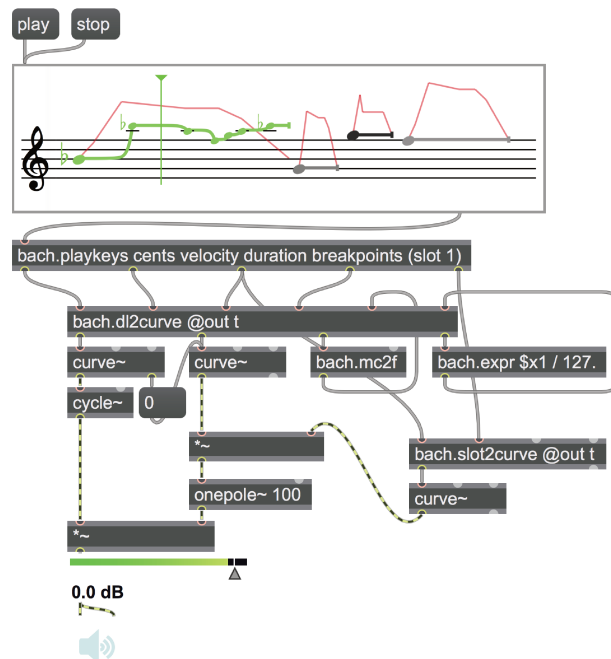 play stop
bach.playkeys cents velocity duration breakpoints (slot 1)
bach.dl2curve @out t
curve~ curve~ bach.mc2f bach.expr $x1 / 127.
cycle~ 0
*~ bach.slot2curve @out t
onepole~ 100 curve~
*~
0.0 dB